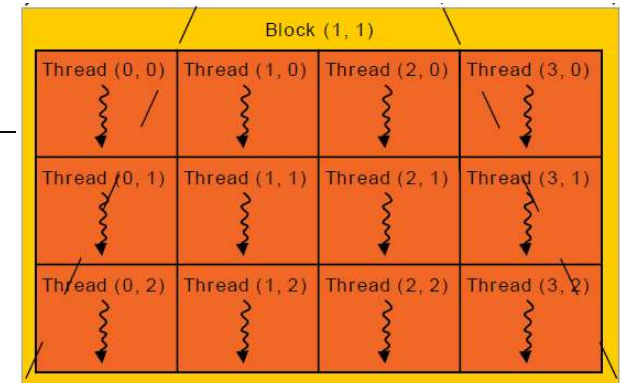 Block (1, 1)
Thread (0, 0) Thread (1, 0) Thread (2, 0) Thread (3, 0)
Thread (0, 1) Thread (1, 1) Thread (2, 1) Thread (3, 1)
Thread (0, 2) Thread (1, 2) Thread (2, 2) Thread (3, 2)